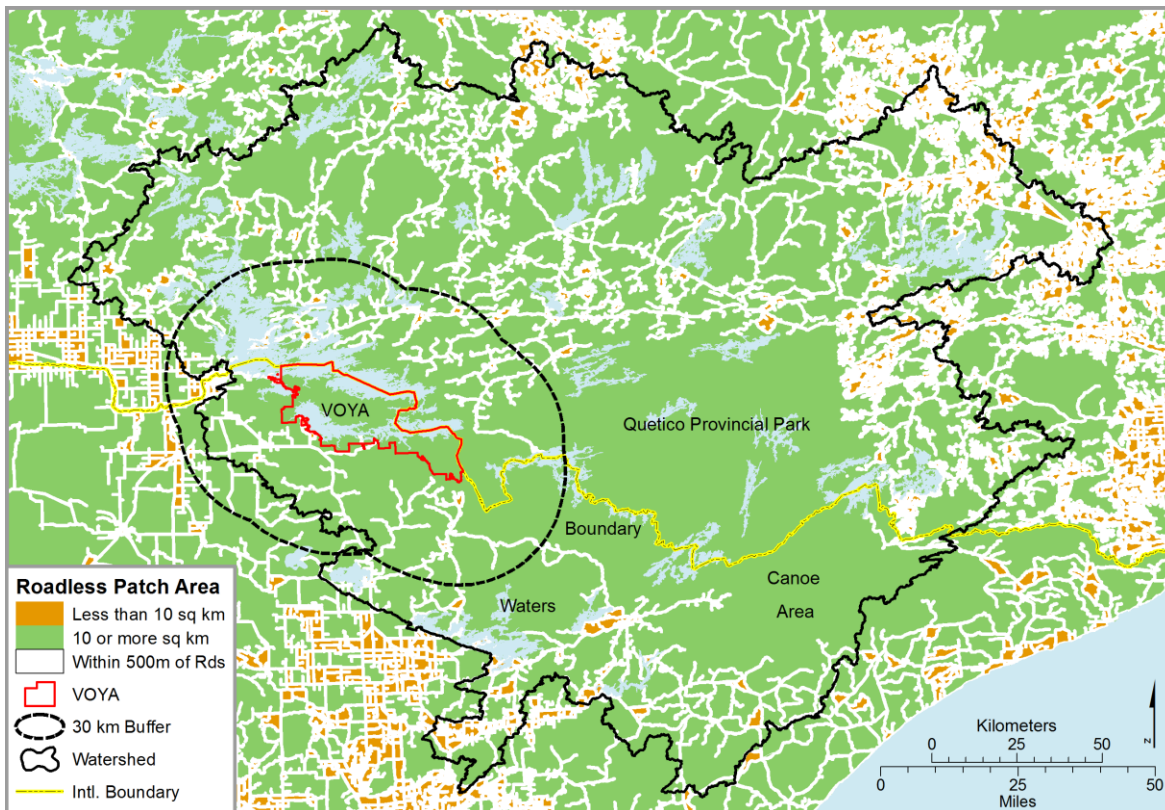 VOYA
Quetico Provincial Park
Boundary
Canoe
Area
Waters
Roadless Patch Area
Less than 10 sq km
10 or more sq km
Within 500m of Rds
VOYA
30 km Buffer
Watershed
Intl. Boundary
Kilometers
0 25 50
0 25 50
Miles
N